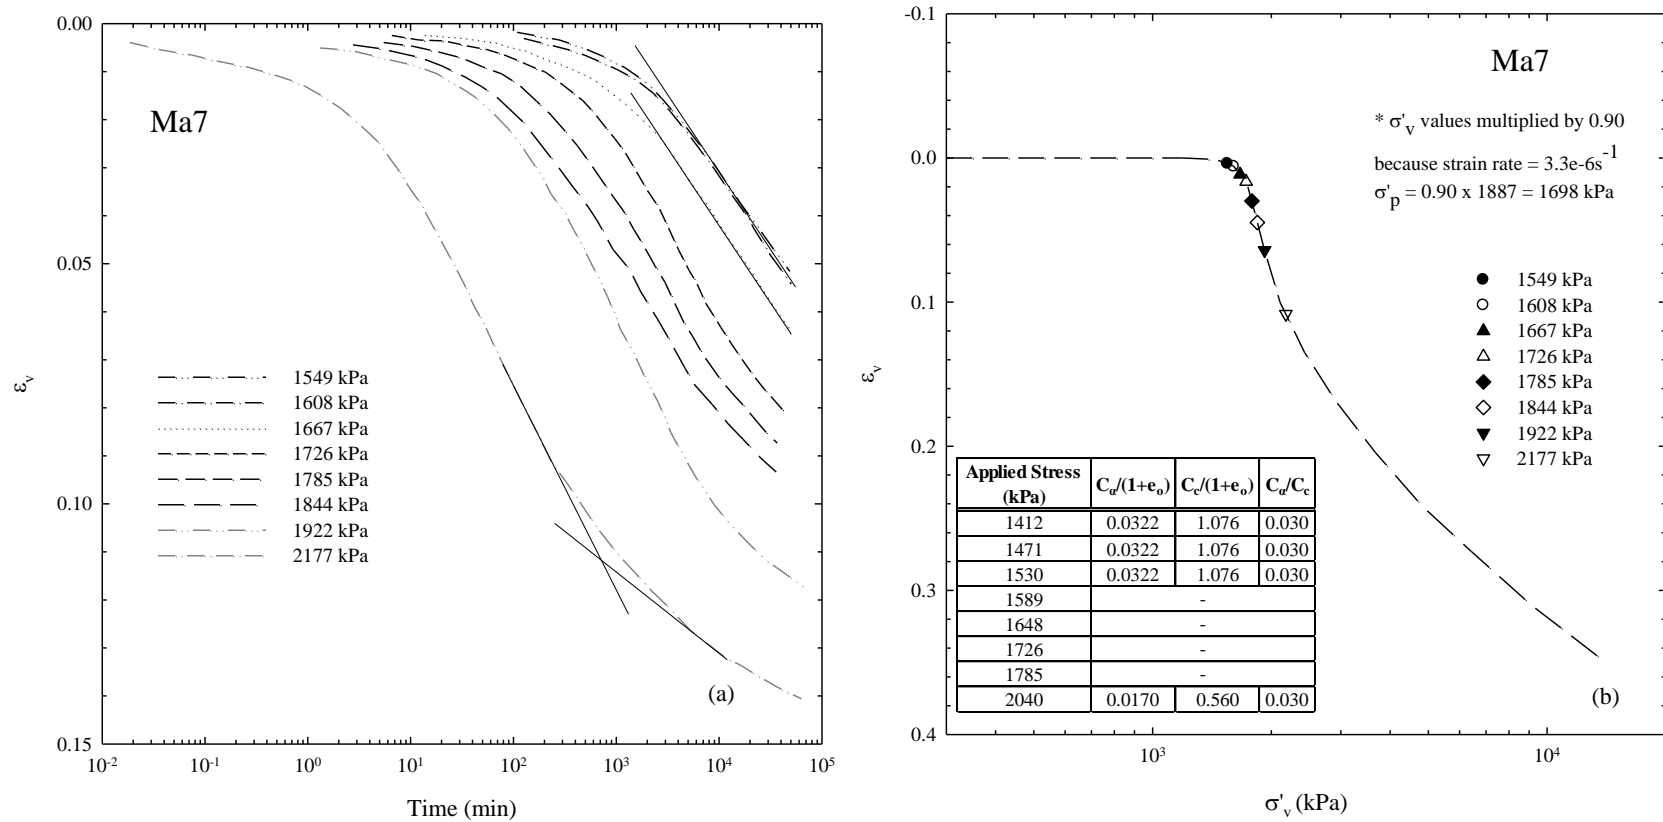 0.00
0.05
0.10
0.15
εv
Ma7
1549 kPa
1608 kPa
1667 kPa
1726 kPa
1785 kPa
1844 kPa
1922 kPa
2177 kPa
(a)
10-2 10-1 100 101 102 103 104 105
Time (min)
-0.1
0.0
0.1
0.2
0.3
0.4
εv
Ma7
* σ'v values multiplied by 0.90
because strain rate = 3.3e-6s-1
σ'p = 0.90 x 1887 = 1698 kPa
1549 kPa
1608 kPa
1667 kPa
1726 kPa
1785 kPa
1844 kPa
1922 kPa
2177 kPa
Applied Stress (kPa) Cα/(1+eo) Cc/(1+eo) Cα/Cc
1412 0.0322 1.076 0.030
1471 0.0322 1.076 0.030
1530 0.0322 1.076 0.030
1589 -
1648 -
1726 -
1785 -
2040 0.0170 0.560 0.030
(b)
103 104
σ'v (kPa)